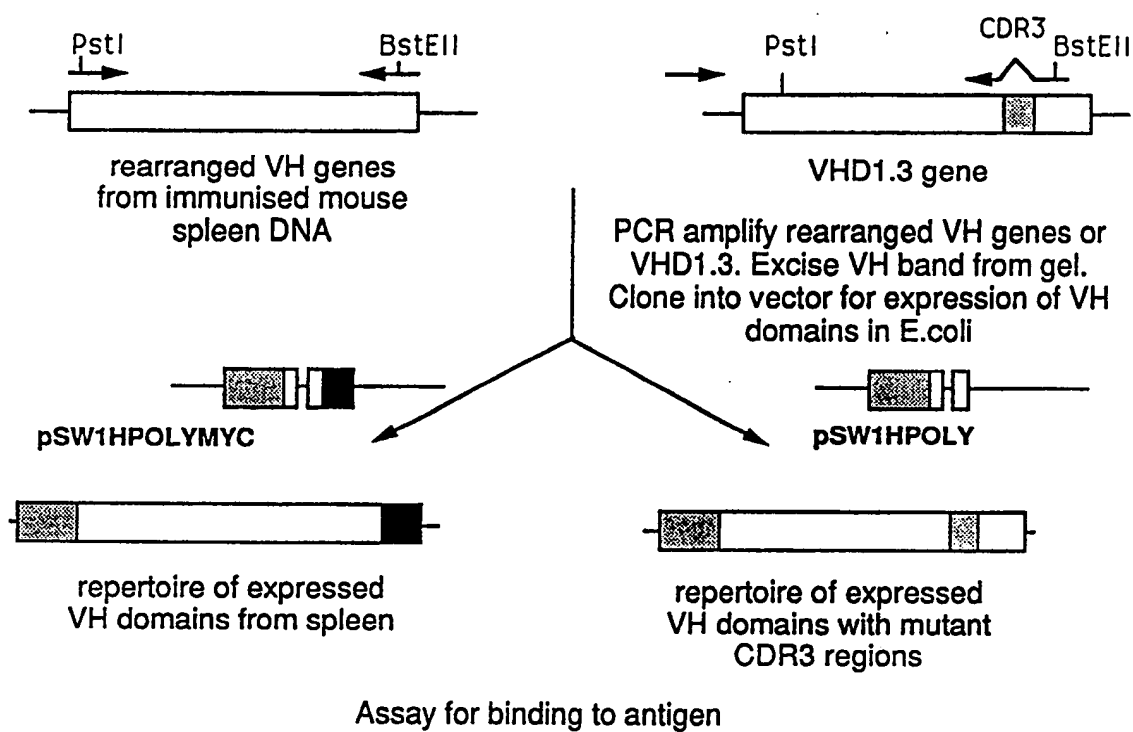 PstI
BstEII
rearranged VH genes
from immunised mouse
spleen DNA
PstI
CDR3
BstEII
VHD1.3 gene
PCR amplify rearranged VH genes or
VHD1.3. Excise VH band from gel.
Clone into vector for expression of VH
domains in E.coli
pSW1HPOLYMYC
pSW1HPOLY
repertoire of expressed
VH domains from spleen
repertoire of expressed
VH domains with mutant
CDR3 regions
Assay for binding to antigen